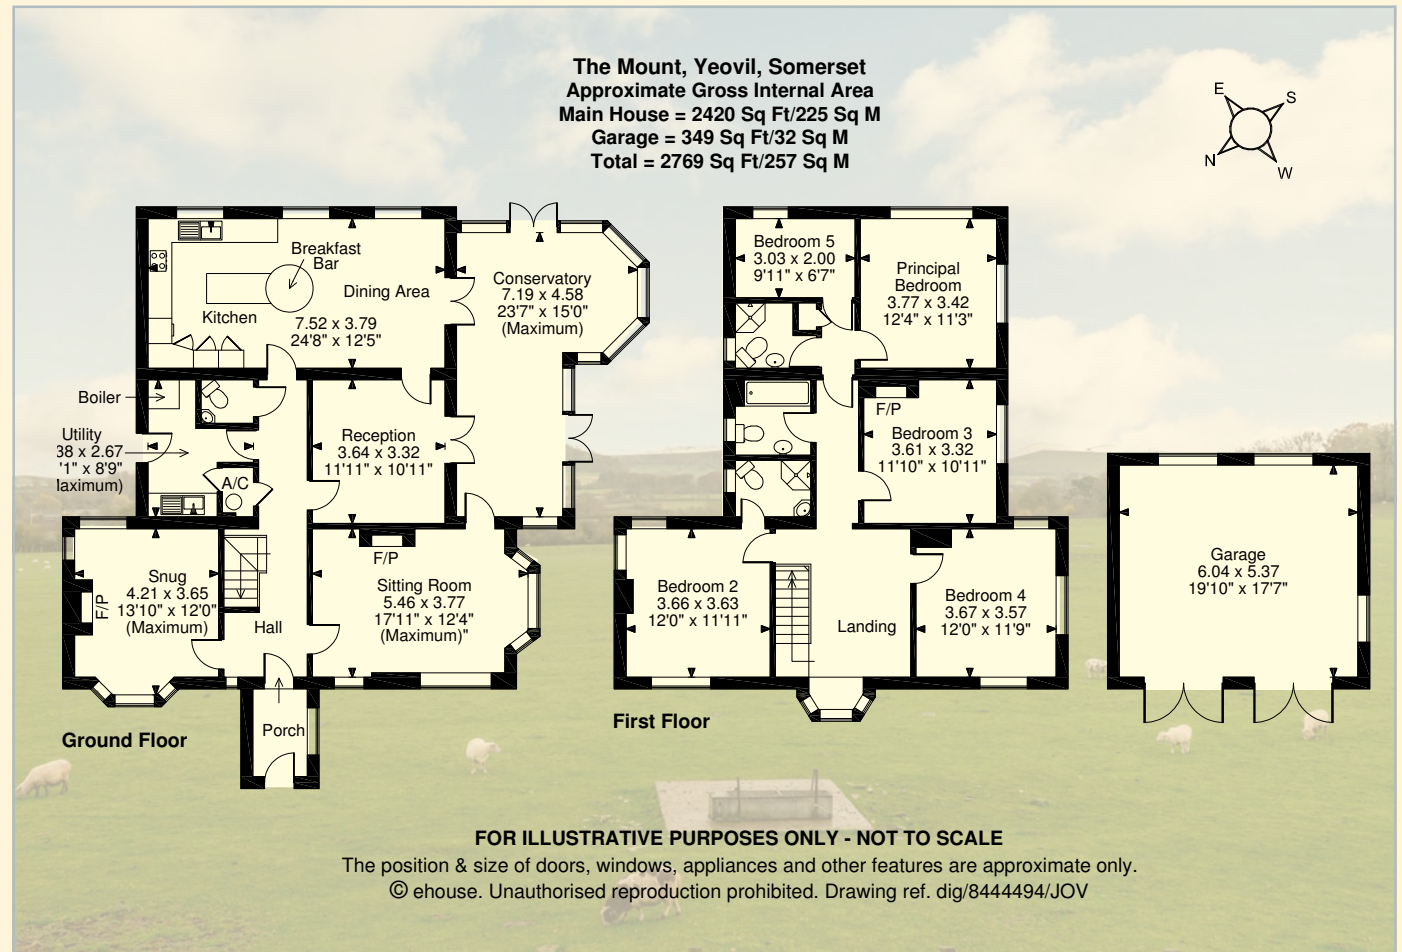 The Mount, Yeovil, Somerset
Approximate Gross Internal Area
Main House = 2420 Sq Ft/225 Sq M
Garage = 349 Sq Ft/32 Sq M
Total = 2769 Sq Ft/257 Sq M
E
S
N
W
Breakfast
Bar
Dining Area
Kitchen
7.52 x 3.79
24'8" x 12'5"
Conservatory
7.19 x 4.58
23'7" x 15'0"
(Maximum)
Boiler
Utility
38 x 2.67
'1" x 8'9"
laximum)
A/C
Reception
3.64 x 3.32
11'11" x 10'11"
F/P
Snug
4.21 x 3.65
13'10" x 12'0"
(Maximum)
F/P
Sitting Room
5.46 x 3.77
17'11" x 12'4"
(Maximum)"
Hall
Porch
Ground Floor
Bedroom 5
3.03 x 2.00
9'11" x 6'7"
Principal
Bedroom
3.77 x 3.42
12'4" x 11'3"
F/P
Bedroom 3
3.61 x 3.32
11'10" x 10'11"
Bedroom 2
3.66 x 3.63
12'0" x 11'11"
Bedroom 4
3.67 x 3.57
12'0" x 11'9"
Landing
First Floor
Garage
6.04 x 5.37
19'10" x 17'7"
FOR ILLUSTRATIVE PURPOSES ONLY - NOT TO SCALE
The position & size of doors, windows, appliances and other features are approximate only.
© ehouse. Unauthorised reproduction prohibited. Drawing ref. dig/8444494/JOV